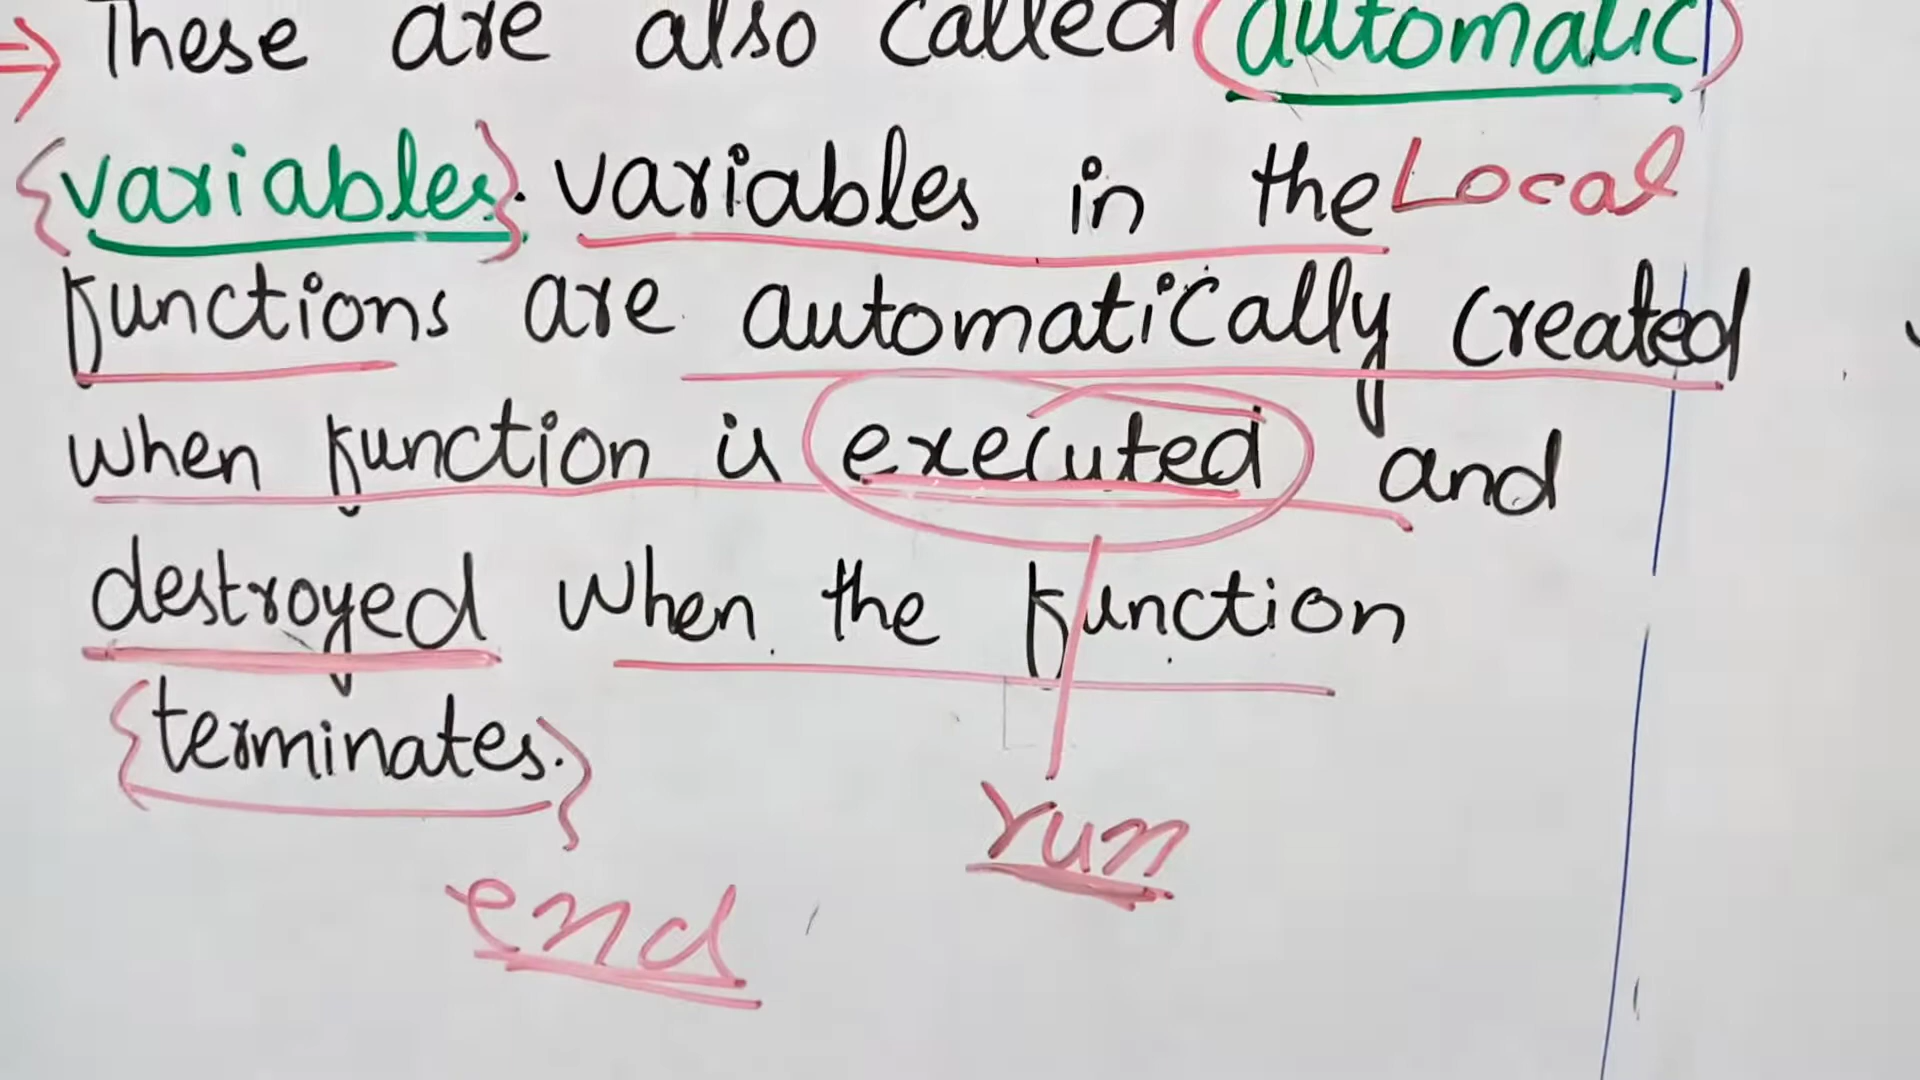 ⇒ These are also called automatic
{variables}. variables in the Local
functions are automatically created
when function is executed and
destroyed when the function
{terminates.}
run
end